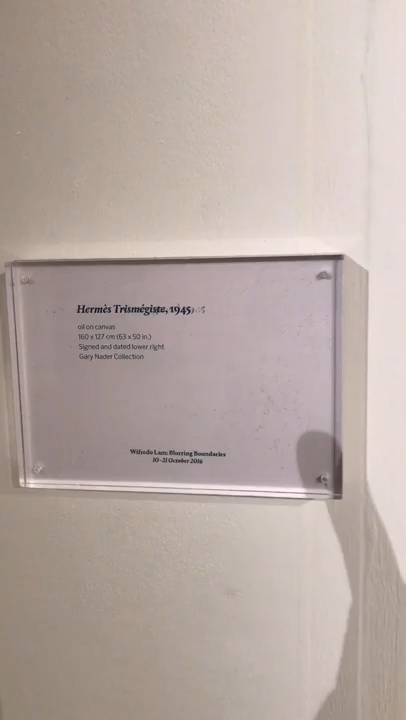 Hermès Trismégiste, 1945
oil on canvas
160 x 127 cm (63 x 50 in.)
Signed and dated lower right
Gary Nader Collection
Wifredo Lam: Blurring Boundaries
10-21 October 2016